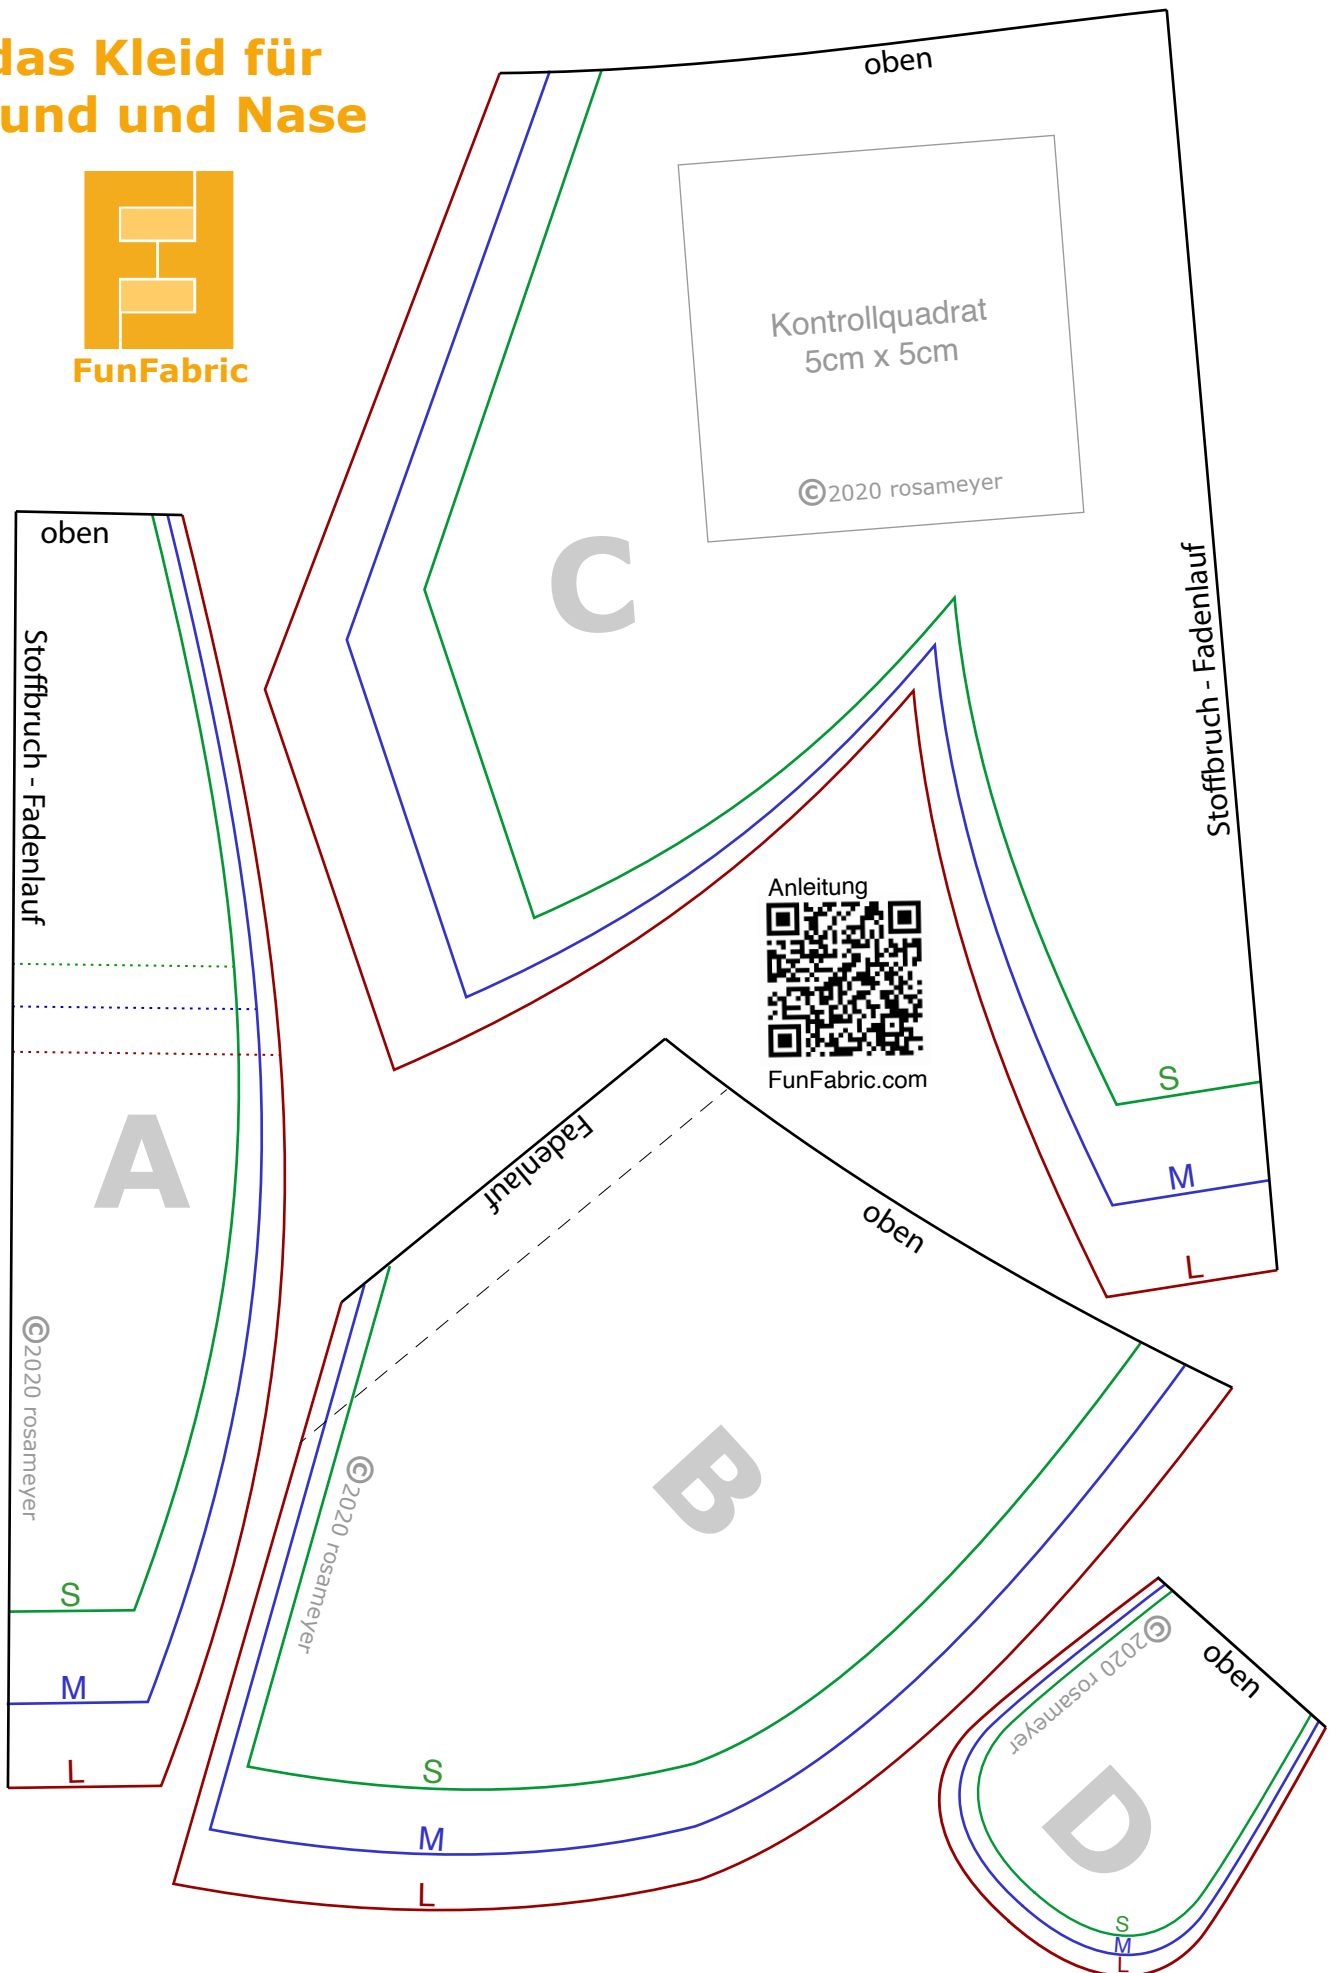 das Kleid für
und und Nase
FunFabric
oben
Kontrollquadrat
5cm x 5cm
©2020 rosameyer
C
Stoffbruch - Fadenlauf
S
M
L
oben
Stoffbruch - Fadenlauf
A
©2020 rosameyer
S
M
L
Anleitung
FunFabric.com
Fadenlauf
oben
B
©2020 rosameyer
S
M
L
oben
©2020 rosameyer
D
S
M
L